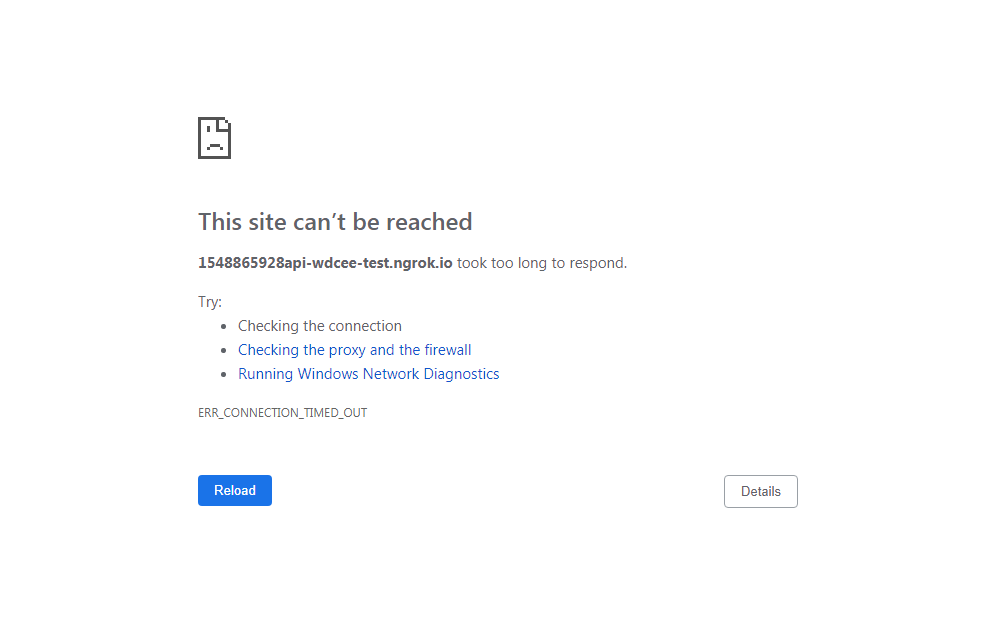 This site can’t be reached
1548865928api-wdcee-test.ngrok.io took too long to respond.
Try:
Checking the connection
Checking the proxy and the firewall
Running Windows Network Diagnostics
ERR_CONNECTION_TIMED_OUT
Reload
Details